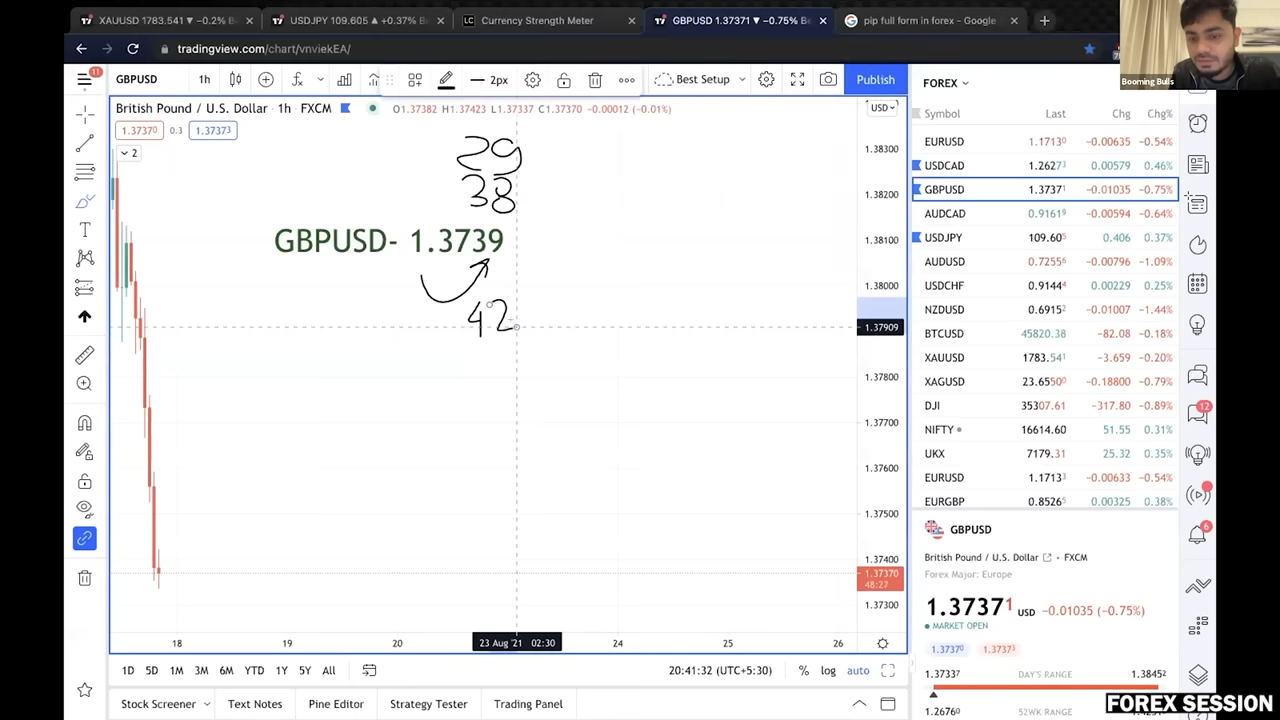 XAUUSD 1783.541 ▼ −0.2%
USDJPY 109.605 ▲ +0.37%
Currency Strength Meter
GBPUSD 1.37371 ▼ −0.75%
pip full form in forex - Google
tradingview.com/chart/vnviekEA/
Booming Bulls
11
GBPUSD
1h
2px
Best Setup
Publish
FOREX
British Pound / U.S. Dollar · 1h · FXCM
O1.37382 H1.37423 L1.37337 C1.37370 −0.00012 (−0.01%)
USD
1.37370
0.3
1.37373
2
29
38
GBPUSD- 1.3739
42
1.38300
1.38200
1.38100
1.38000
1.37909
1.37800
1.37700
1.37600
1.37500
1.37400
1.37370
48:27
1.37300
18
19
20
23 Aug '21 02:30
24
25
26
1D 5D 1M 3M 6M YTD 1Y 5Y All
20:41:32 (UTC+5:30)
% log auto
Stock Screener
Text Notes
Pine Editor
Strategy Tester
Trading Panel
Symbol Last Chg Chg%
EURUSD 1.17130 −0.00635 −0.54%
USDCAD 1.26273 0.00579 0.46%
GBPUSD 1.37371 −0.01035 −0.75%
AUDCAD 0.91619 −0.00594 −0.64%
USDJPY 109.605 0.406 0.37%
AUDUSD 0.72556 −0.00796 −1.09%
USDCHF 0.91444 0.00229 0.25%
NZDUSD 0.69152 −0.01007 −1.44%
BTCUSD 45820.38 −82.08 −0.18%
XAUUSD 1783.541 −3.659 −0.20%
XAGUSD 23.65500 −0.18800 −0.79%
DJI 35307.61 −317.80 −0.89%
NIFTY 16614.60 51.55 0.31%
UKX 7179.31 25.32 0.35%
EURUSD 1.17133 −0.00633 −0.54%
EURGBP 0.85265 0.00325 0.38%
GBPUSD
British Pound / U.S. Dollar • FXCM
Forex Major: Europe
1.37371 USD −0.01035 (−0.75%)
MARKET OPEN
1.37370
1.37373
1.37337 DAY'S RANGE 1.38452
1.26760 52WK RANGE
12
6
FOREX SESSION